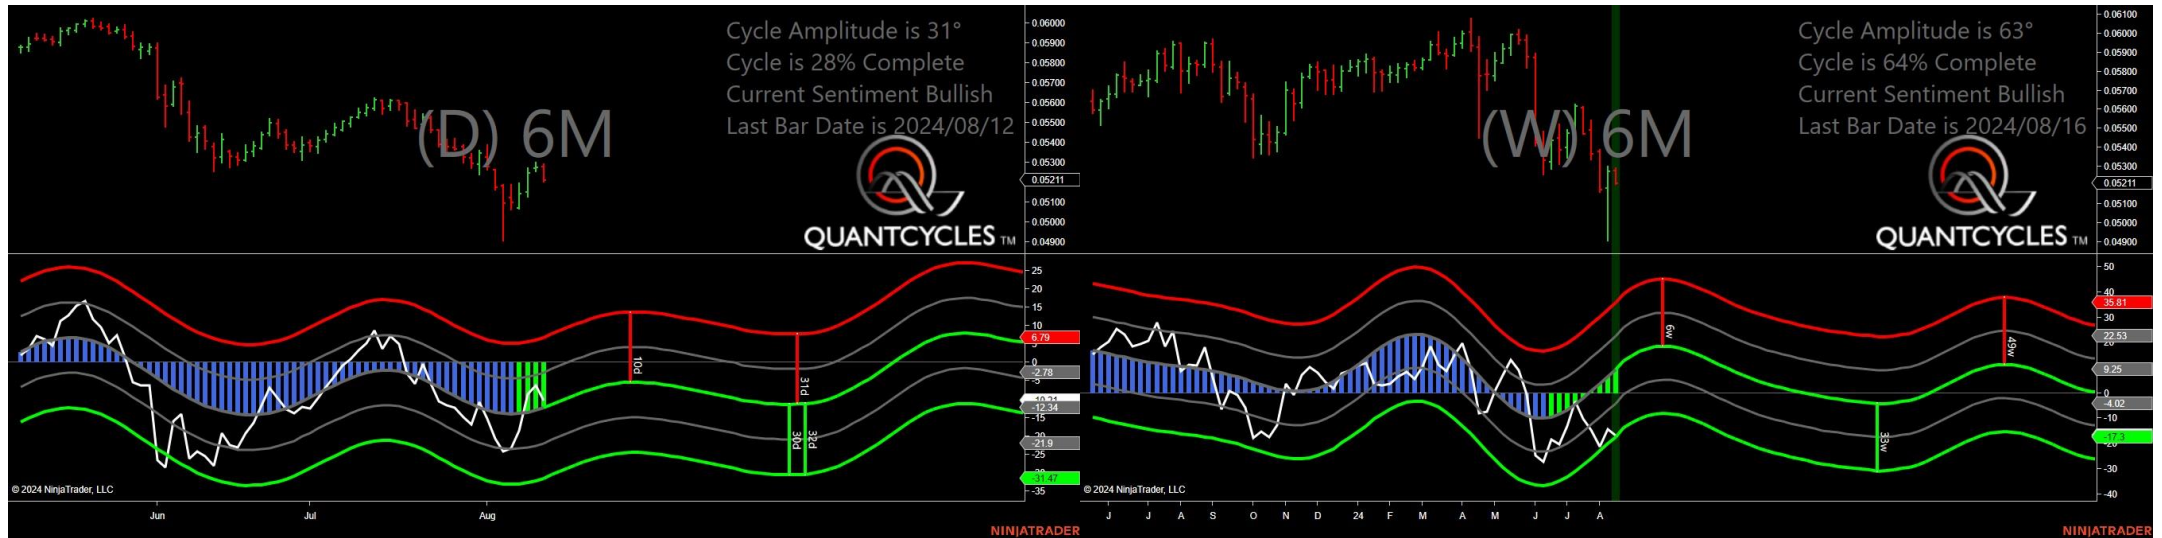 Cycle Amplitude is 31°
Cycle is 28% Complete
Current Sentiment Bullish
Last Bar Date is 2024/08/12
(D) 6M
QUANTCYCLES TM
0.06000
0.05900
0.05800
0.05700
0.05600
0.05500
0.05400
0.05300
0.05211
0.05100
0.05000
0.04900
25
20
15
10
6.79
0
-2.78
-5
-12.34
-15
-21.9
-25
-31.47
-35
10d
31d
30d
32d
© 2024 NinjaTrader, LLC
Jun
Jul
Aug
NINJATRADER
Cycle Amplitude is 63°
Cycle is 64% Complete
Current Sentiment Bullish
Last Bar Date is 2024/08/16
(W) 6M
QUANTCYCLES TM
0.06100
0.06000
0.05900
0.05800
0.05700
0.05600
0.05500
0.05400
0.05300
0.05211
0.05100
0.05000
0.04900
50
40
35.81
30
22.53
20
9.25
0
-4.02
-10
-17.3
-30
-40
6w
49w
33w
© 2024 NinjaTrader, LLC
J
J
A
S
O
N
D
24
F
M
A
M
J
J
A
NINJATRADER